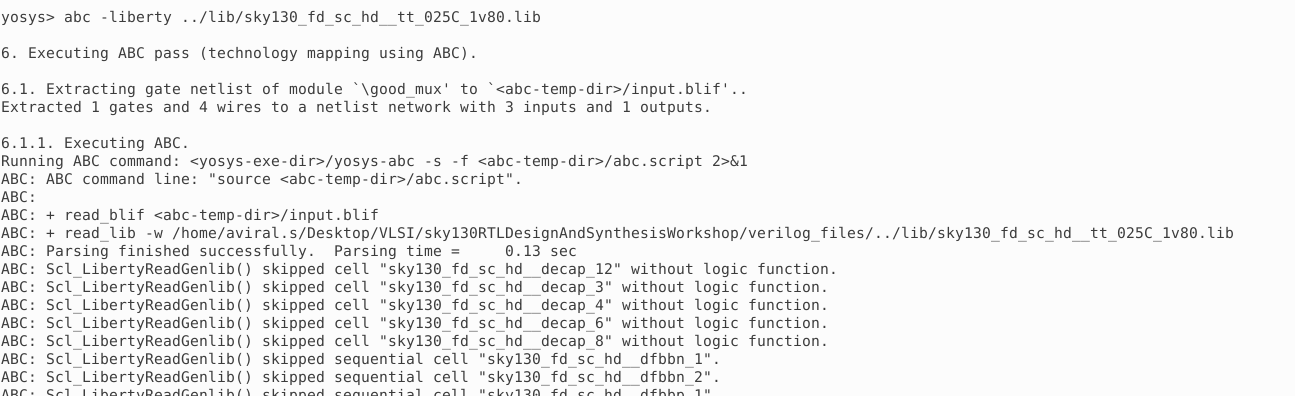 yosys> abc -liberty ../lib/sky130_fd_sc_hd__tt_025C_1v80.lib
6. Executing ABC pass (technology mapping using ABC).
6.1. Extracting gate netlist of module `\good_mux' to `<abc-temp-dir>/input.blif'..
Extracted 1 gates and 4 wires to a netlist network with 3 inputs and 1 outputs.
6.1.1. Executing ABC.
Running ABC command: <yosys-exe-dir>/yosys-abc -s -f <abc-temp-dir>/abc.script 2>&1
ABC: ABC command line: "source <abc-temp-dir>/abc.script".
ABC:
ABC: + read_blif <abc-temp-dir>/input.blif
ABC: + read_lib -w /home/aviral.s/Desktop/VLSI/sky130RTLDesignAndSynthesisWorkshop/verilog_files/../lib/sky130_fd_sc_hd__tt_025C_1v80.lib
ABC: Parsing finished successfully.  Parsing time =     0.13 sec
ABC: Scl_LibertyReadGenlib() skipped cell "sky130_fd_sc_hd__decap_12" without logic function.
ABC: Scl_LibertyReadGenlib() skipped cell "sky130_fd_sc_hd__decap_3" without logic function.
ABC: Scl_LibertyReadGenlib() skipped cell "sky130_fd_sc_hd__decap_4" without logic function.
ABC: Scl_LibertyReadGenlib() skipped cell "sky130_fd_sc_hd__decap_6" without logic function.
ABC: Scl_LibertyReadGenlib() skipped cell "sky130_fd_sc_hd__decap_8" without logic function.
ABC: Scl_LibertyReadGenlib() skipped sequential cell "sky130_fd_sc_hd__dfbbn_1".
ABC: Scl_LibertyReadGenlib() skipped sequential cell "sky130_fd_sc_hd__dfbbn_2".
ABC: Scl_LibertyReadGenlib() skipped sequential cell "sky130_fd_sc_hd__dfbbp_1".